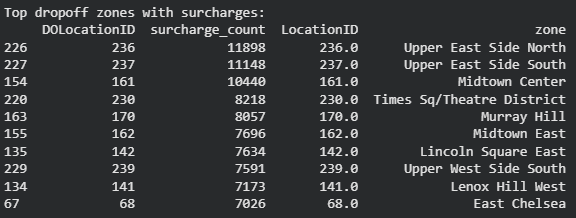 Top dropoff zones with surcharges:
DOLocationID surcharge_count LocationID zone
226 236 11898 236.0 Upper East Side North
227 237 11148 237.0 Upper East Side South
154 161 10440 161.0 Midtown Center
220 230 8218 230.0 Times Sq/Theatre District
163 170 8057 170.0 Murray Hill
155 162 7696 162.0 Midtown East
135 142 7634 142.0 Lincoln Square East
229 239 7591 239.0 Upper West Side South
134 141 7173 141.0 Lenox Hill West
67 68 7026 68.0 East Chelsea